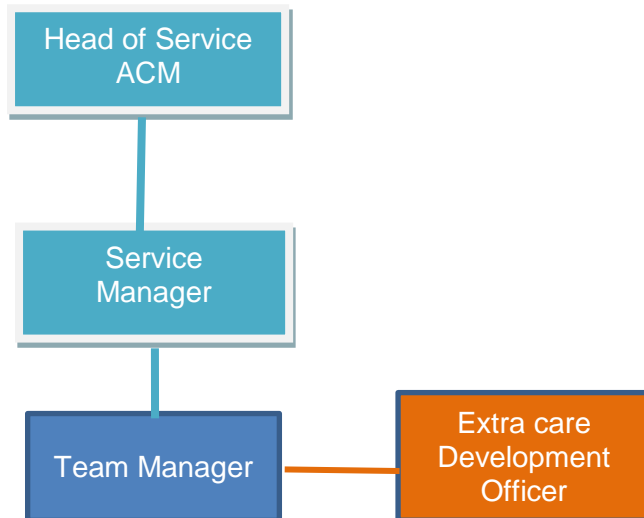 Head of Service
ACM
Service
Manager
Team Manager
Extra care
Development
Officer